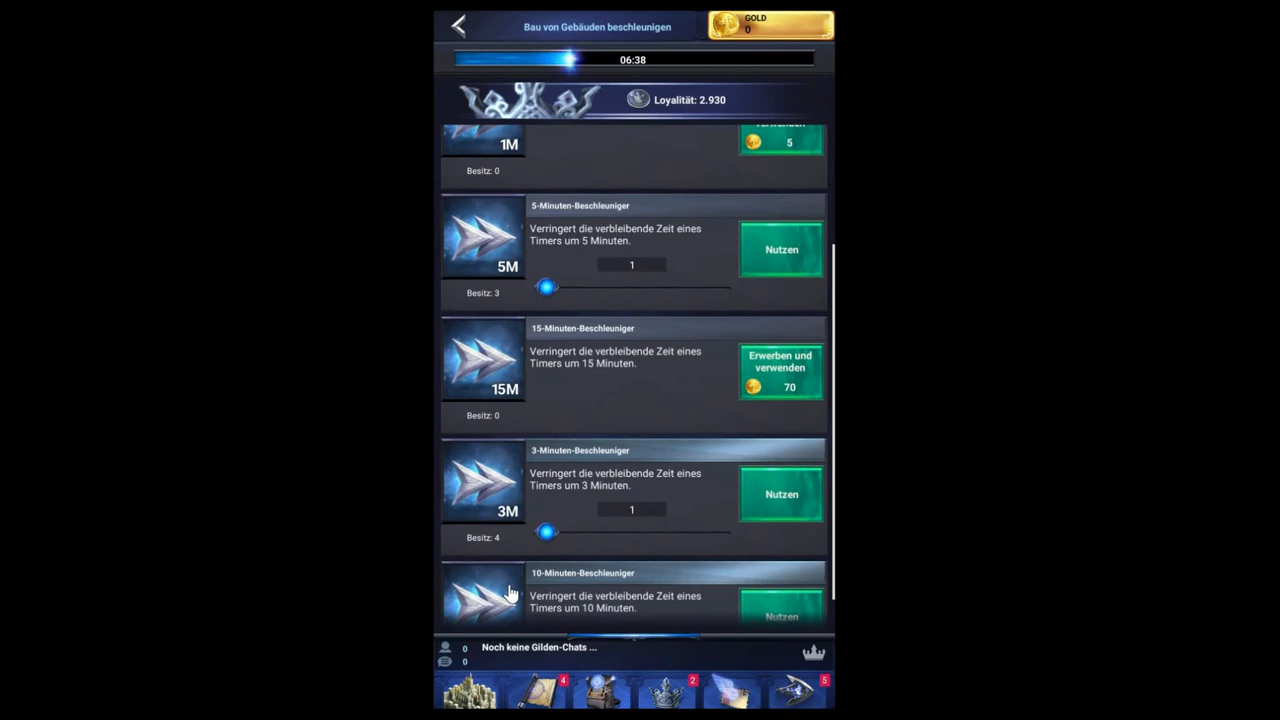 Bau von Gebäuden beschleunigen
GOLD
0
06:38
Loyalität: 2.930
1M
5
Besitz: 0
5-Minuten-Beschleuniger
Verringert die verbleibende Zeit eines
Timers um 5 Minuten.
1
Nutzen
5M
Besitz: 3
15-Minuten-Beschleuniger
Verringert die verbleibende Zeit eines
Timers um 15 Minuten.
Erwerben und
verwenden
70
15M
Besitz: 0
3-Minuten-Beschleuniger
Verringert die verbleibende Zeit eines
Timers um 3 Minuten.
1
Nutzen
3M
Besitz: 4
10-Minuten-Beschleuniger
Verringert die verbleibende Zeit eines
Timers um 10 Minuten.
Nutzen
0
Noch keine Gilden-Chats ...
0
4
2
5